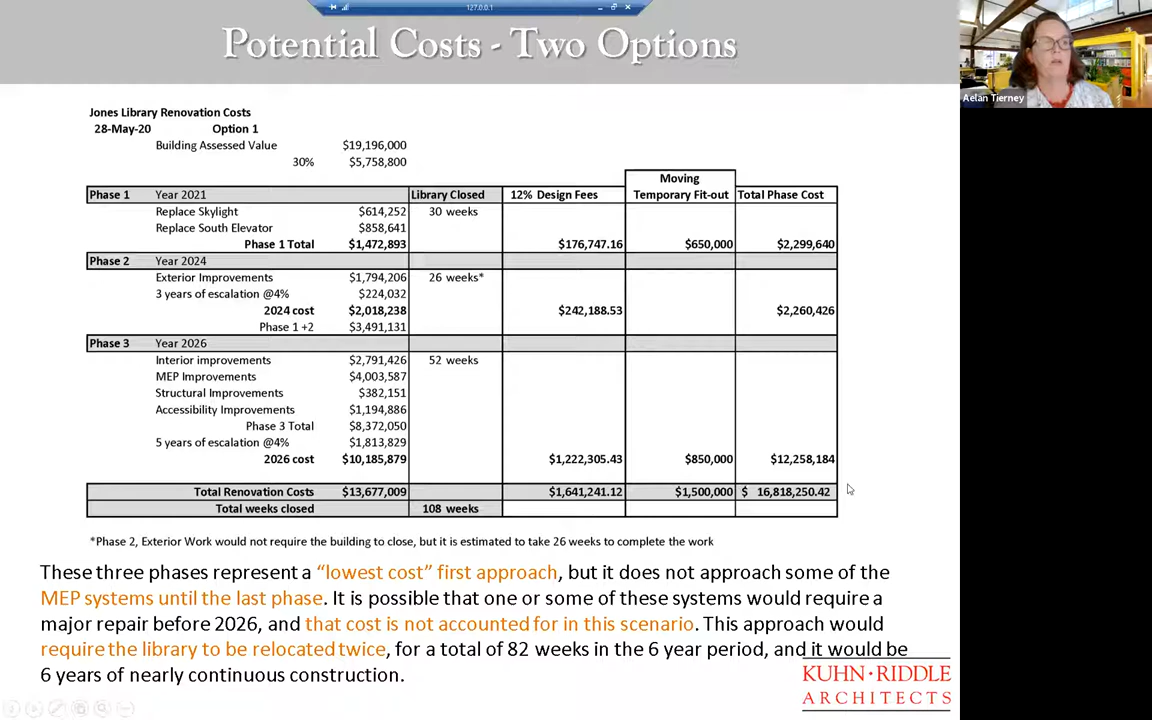 127.0.0.1
Potential Costs - Two Options
Aelan Tierney
Jones Library Renovation Costs
28-May-20 Option 1
Building Assessed Value $19,196,000
30% $5,758,800
Moving
Phase 1 Year 2021 Library Closed 12% Design Fees Temporary Fit-out Total Phase Cost
Replace Skylight $614,252 30 weeks
Replace South Elevator $858,641
Phase 1 Total $1,472,893 $176,747.16 $650,000 $2,299,640
Phase 2 Year 2024
Exterior Improvements $1,794,206 26 weeks*
3 years of escalation @4% $224,032
2024 cost $2,018,238 $242,188.53 $2,260,426
Phase 1 +2 $3,491,131
Phase 3 Year 2026
Interior improvements $2,791,426 52 weeks
MEP Improvements $4,003,587
Structural Improvements $382,151
Accessibility Improvements $1,194,886
Phase 3 Total $8,372,050
5 years of escalation @4% $1,813,829
2026 cost $10,185,879 $1,222,305.43 $850,000 $12,258,184
Total Renovation Costs $13,677,009 $1,641,241.12 $1,500,000 $ 16,818,250.42
Total weeks closed 108 weeks
*Phase 2, Exterior Work would not require the building to close, but it is estimated to take 26 weeks to complete the work
These three phases represent a “lowest cost” first approach, but it does not approach some of the
MEP systems until the last phase. It is possible that one or some of these systems would require a
major repair before 2026, and that cost is not accounted for in this scenario. This approach would
require the library to be relocated twice, for a total of 82 weeks in the 6 year period, and it would be
6 years of nearly continuous construction.
KUHN·RIDDLE
ARCHITECTS